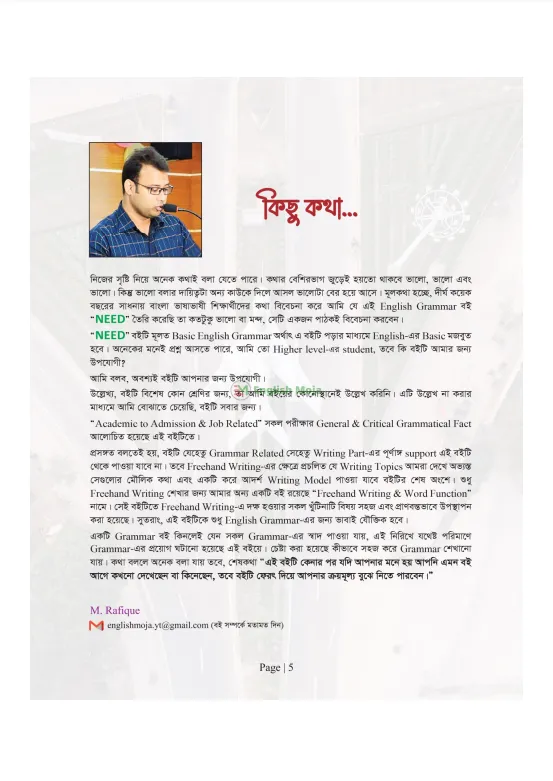 কিছু কথা...
নিজের সৃষ্টি নিয়ে অনেক কথাই বলা যেতে পারে। কথার বেশিরভাগ জুড়েই হয়তো থাকবে ভালো, ভালো এবং
ভালো। কিন্তু ভালো বলার দায়িত্বটা অন্য কাউকে দিলে আসল ভালোটা বের হয়ে আসে। মূলকথা হচ্ছে, দীর্ঘ কয়েক
বছরের সাধনায় বাংলা ভাষাভাষী শিক্ষার্থীদের কথা বিবেচনা করে আমি যে এই English Grammar বই
“NEED” তৈরি করেছি তা কতটুকু ভালো বা মন্দ, সেটি একজন পাঠকই বিবেচনা করবেন।
“NEED” বইটি মূলত Basic English Grammar অর্থাৎ এ বইটি পড়ার মাধ্যমে English-এর Basic মজবুত
হবে। অনেকের মনেই প্রশ্ন আসতে পারে, আমি তো Higher level-এর student, তবে কি বইটি আমার জন্য
উপযোগী?
আমি বলব, অবশ্যই বইটি আপনার জন্য উপযোগী।
English Moja
উল্লেখ্য, বইটি বিশেষ কোন শ্রেণির জন্য, তা আমি বইয়ের কোনোস্থানেই উল্লেখ করিনি। এটি উল্লেখ না করার
মাধ্যমে আমি বোঝাতে চেয়েছি, বইটি সবার জন্য।
“Academic to Admission & Job Related” সকল পরীক্ষার General & Critical Grammatical Fact
আলোচিত হয়েছে এই বইটিতে।
প্রসঙ্গত বলতেই হয়, বইটি যেহেতু Grammar Related সেহেতু Writing Part-এর পূর্ণাঙ্গ support এই বইটি
থেকে পাওয়া যাবে না। তবে Freehand Writing-এর ক্ষেত্রে প্রচলিত যে Writing Topics আমরা দেখে অভ্যস্ত
সেগুলোর মৌলিক কথা এবং একটি করে আদর্শ Writing Model পাওয়া যাবে বইটির শেষ অংশে। শুধু
Freehand Writing শেখার জন্য আমার অন্য একটি বই রয়েছে “Freehand Writing & Word Function”
নামে। সেই বইটিতে Freehand Writing-এ দক্ষ হওয়ার সকল খুঁটিনাটি বিষয় সহজ এবং প্রাণবন্তভাবে উপস্থাপন
করা হয়েছে। সুতরাং, এই বইটিকে শুধু English Grammar-এর জন্য ভাবাই যৌক্তিক হবে।
একটি Grammar বই কিনলেই যেন সকল Grammar-এর স্বাদ পাওয়া যায়, এই নিরিখে যথেষ্ট পরিমাণে
Grammar-এর প্রয়োগ ঘটানো হয়েছে এই বইয়ে। চেষ্টা করা হয়েছে কীভাবে সহজ করে Grammar শেখানো
যায়। কথা বললে অনেক বলা যায় তবে, শেষকথা “এই বইটি কেনার পর যদি আপনার মনে হয় আপনি এমন বই
আগে কখনো দেখেছেন বা কিনেছেন, তবে বইটি ফেরৎ দিয়ে আপনার ক্রয়মূল্য বুঝে নিতে পারবেন।”
M. Rafique
englishmoja.yt@gmail.com (বই সম্পর্কে মতামত দিন)
Page | 5